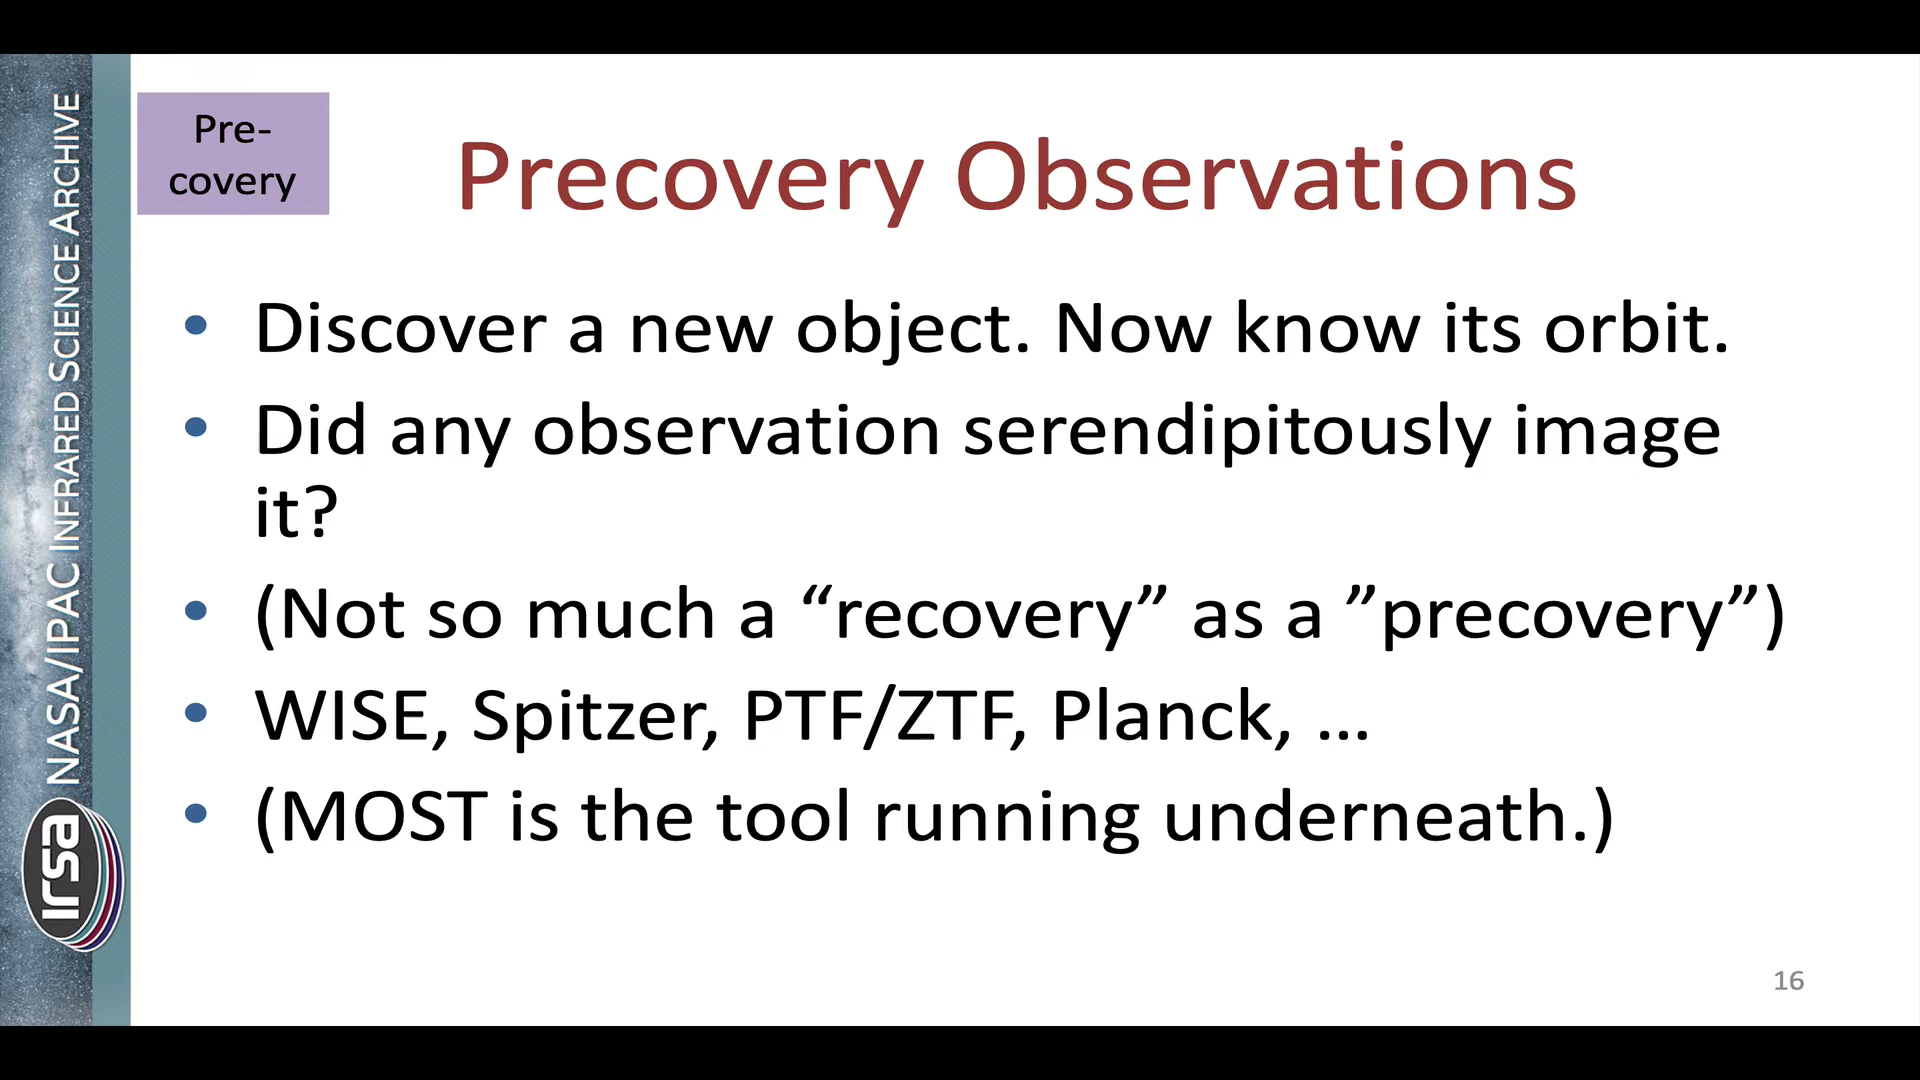 Pre-
covery
Precovery Observations
• Discover a new object. Now know its orbit.
• Did any observation serendipitously image
it?
• (Not so much a “recovery” as a ”precovery”)
• WISE, Spitzer, PTF/ZTF, Planck, ...
• (MOST is the tool running underneath.)
NASA/IPAC INFRARED SCIENCE ARCHIVE
irsa
16